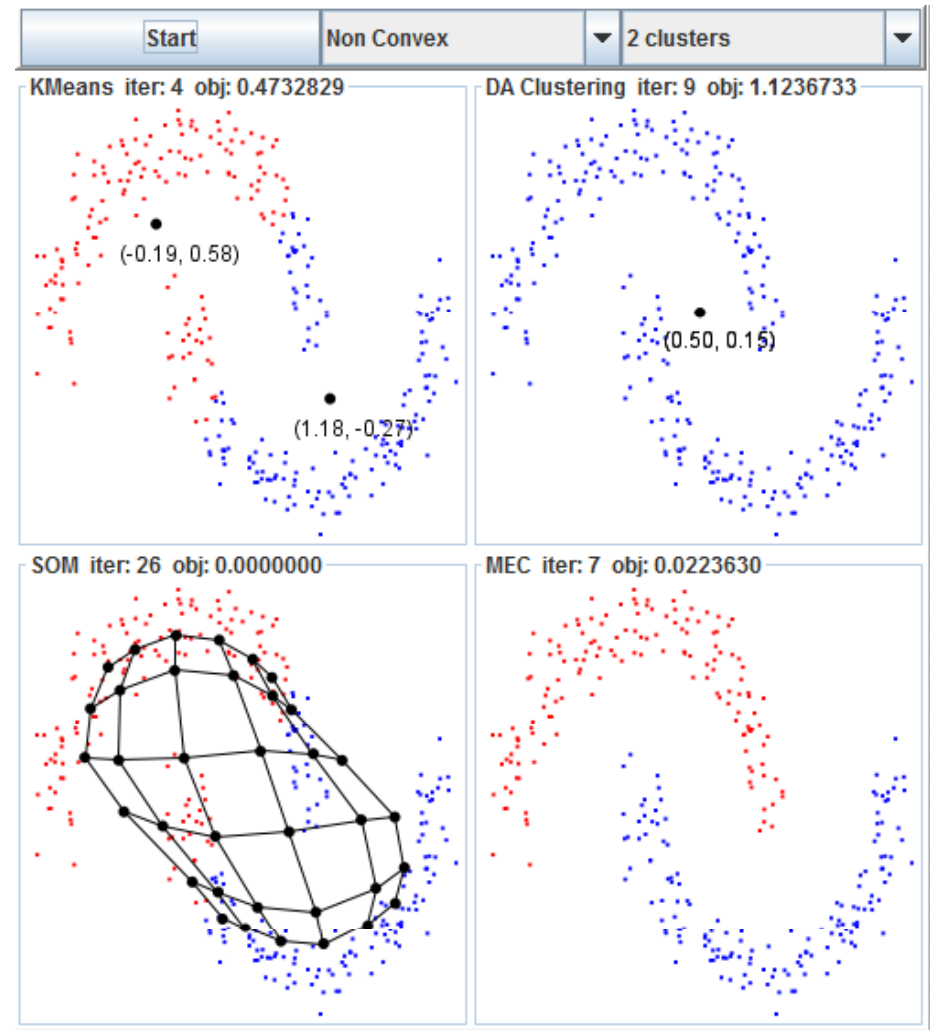 Start Non Convex 2 clusters
KMeans iter: 4 obj: 0.4732829
DA Clustering iter: 9 obj: 1.1236733
(-0.19, 0.58)
(0.50, 0.15)
(1.18, -0.27)
SOM iter: 26 obj: 0.0000000
MEC iter: 7 obj: 0.0223630